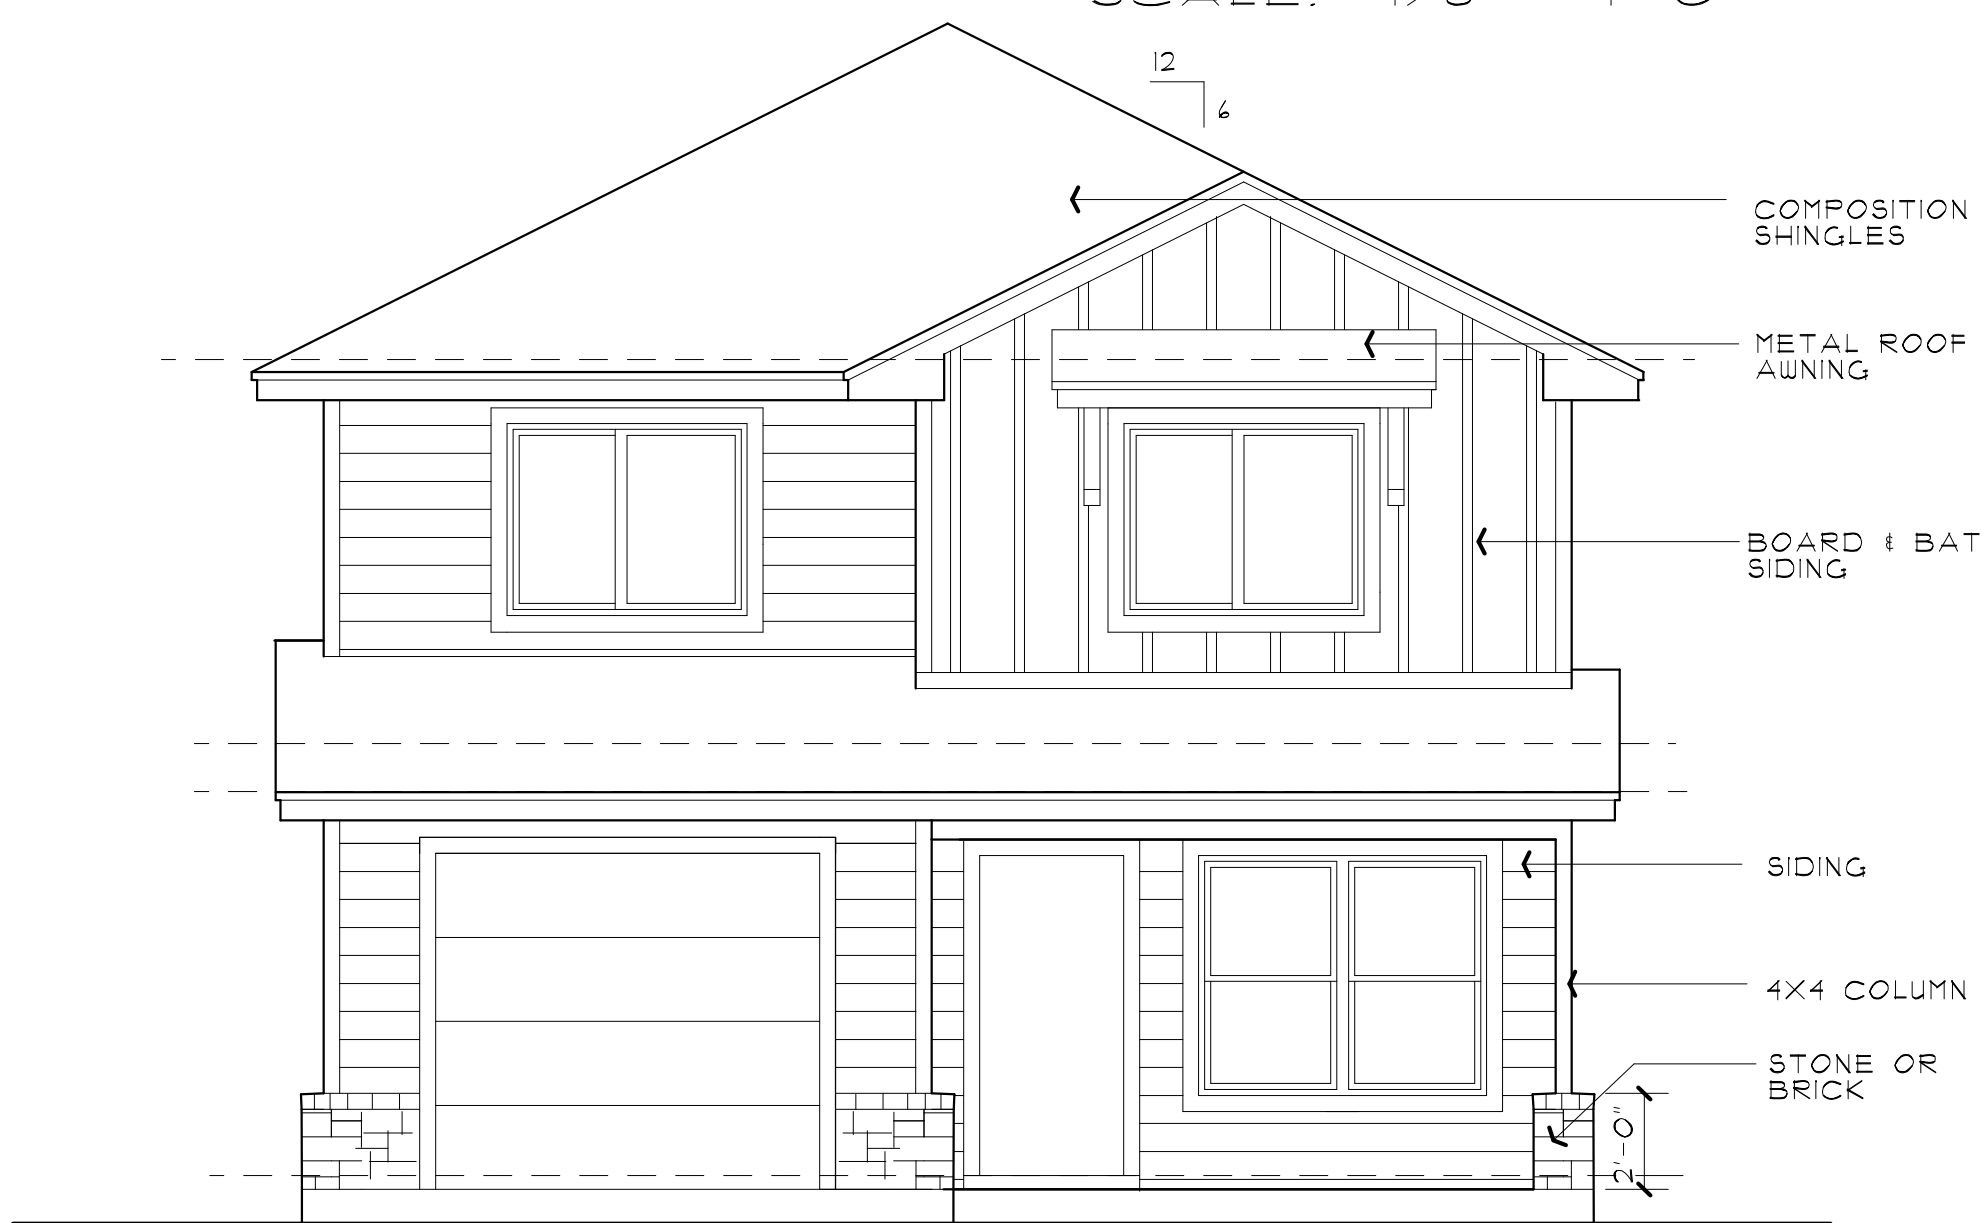 12
6
COMPOSITION
SHINGLES
METAL ROOF
AWNING
BOARD & BAT
SIDING
SIDING
4X4 COLUMN
STONE OR
BRICK
2'-0"